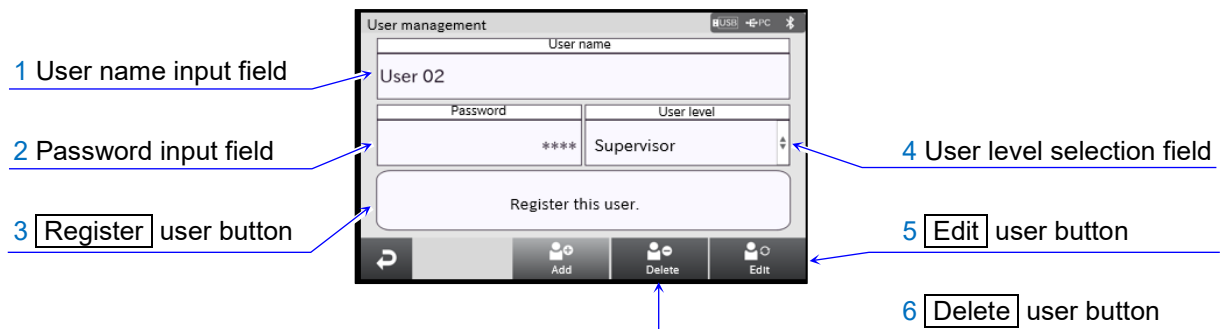 User management
USB PC
User name
1 User name input field
User 02
Password
User level
2 Password input field
****
Supervisor
4 User level selection field
3 Register user button
Register this user.
5 Edit user button
Add
Delete
Edit
6 Delete user button